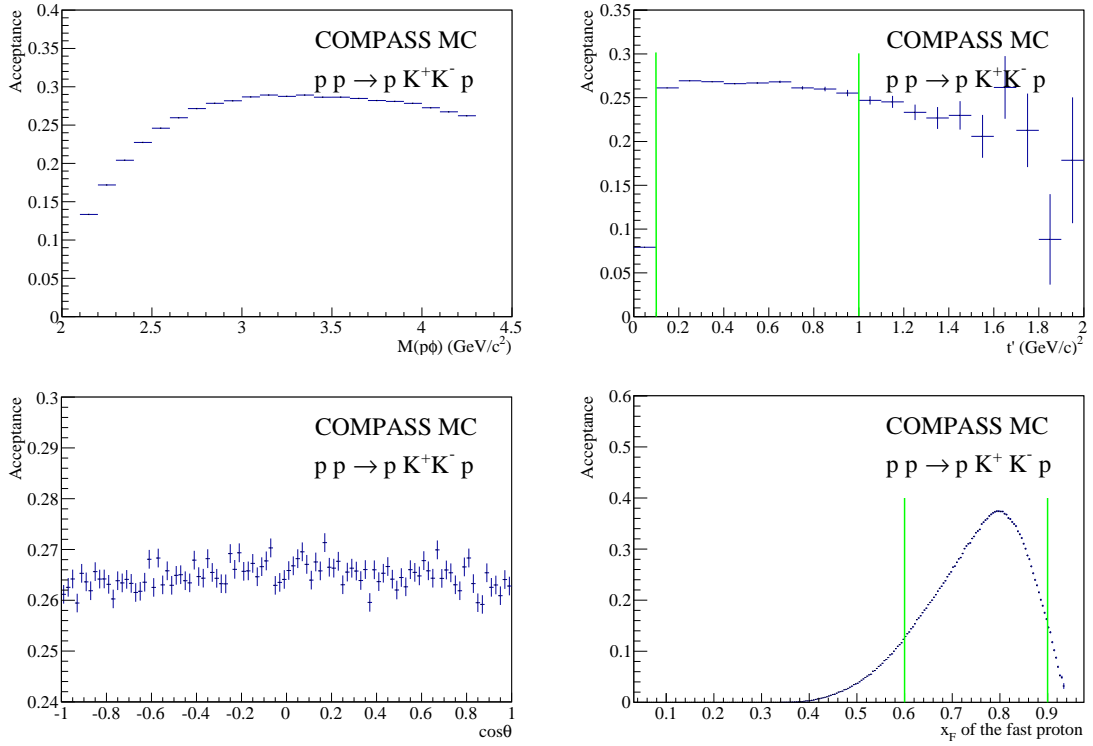 Acceptance
0.4
0.35
0.3
0.25
0.2
0.15
0.1
0.05
0
COMPASS MC
p p → p K⁺K⁻ p
2 2.5 3 3.5 4 4.5
M(pϕ) (GeV/c²)
Acceptance
0.35
0.3
0.25
0.2
0.15
0.1
0.05
0
COMPASS MC
p p → p K⁺K⁻ p
0 0.2 0.4 0.6 0.8 1 1.2 1.4 1.6 1.8 2
t' (GeV/c)²
Acceptance
0.3
0.29
0.28
0.27
0.26
0.25
0.24
COMPASS MC
p p → p K⁺K⁻ p
-1 -0.8 -0.6 -0.4 -0.2 0 0.2 0.4 0.6 0.8 1
cosθ
Acceptance
0.6
0.5
0.4
0.3
0.2
0.1
0
COMPASS MC
p p → p K⁺ K⁻ p
0.1 0.2 0.3 0.4 0.5 0.6 0.7 0.8 0.9
x_F of the fast proton